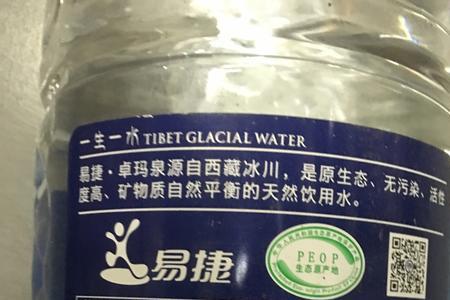 一生一水 TIBET GLACIAL WATER
易捷·卓玛泉源自西藏冰川，是原生态、无污染、活性
度高、矿物质自然平衡的天然饮用水。
易捷
PEOP
生态原产地